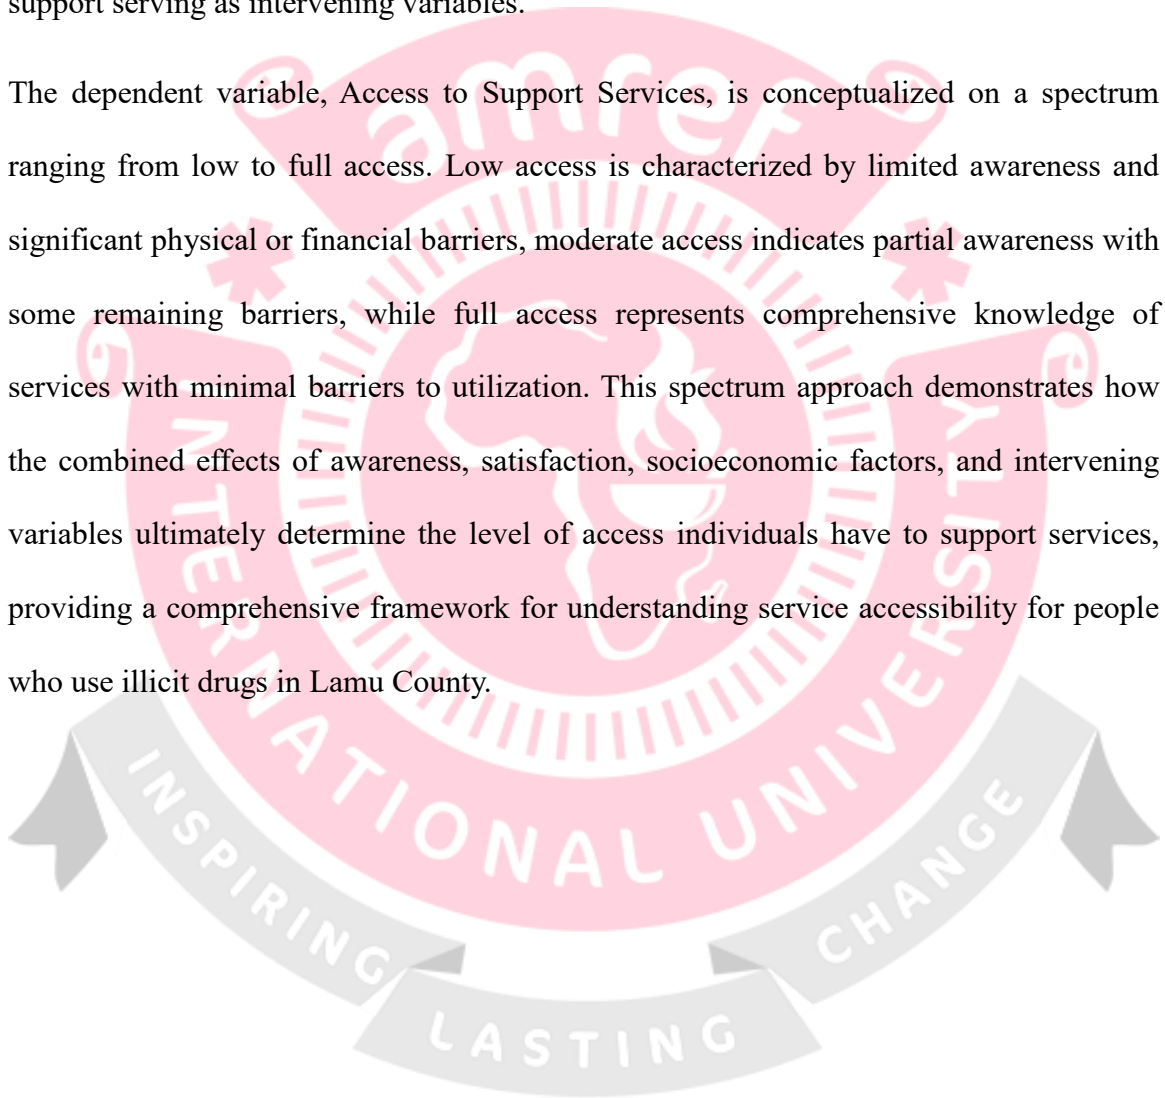 support serving as intervening variables.
The dependent variable, Access to Support Services, is conceptualized on a spectrum
ranging from low to full access. Low access is characterized by limited awareness and
significant physical or financial barriers, moderate access indicates partial awareness with
some remaining barriers, while full access represents comprehensive knowledge of
services with minimal barriers to utilization. This spectrum approach demonstrates how
the combined effects of awareness, satisfaction, socioeconomic factors, and intervening
variables ultimately determine the level of access individuals have to support services,
providing a comprehensive framework for understanding service accessibility for people
who use illicit drugs in Lamu County.
amref
INTERNATIONAL UNIVERSITY
INSPIRING
LASTING
CHANGE